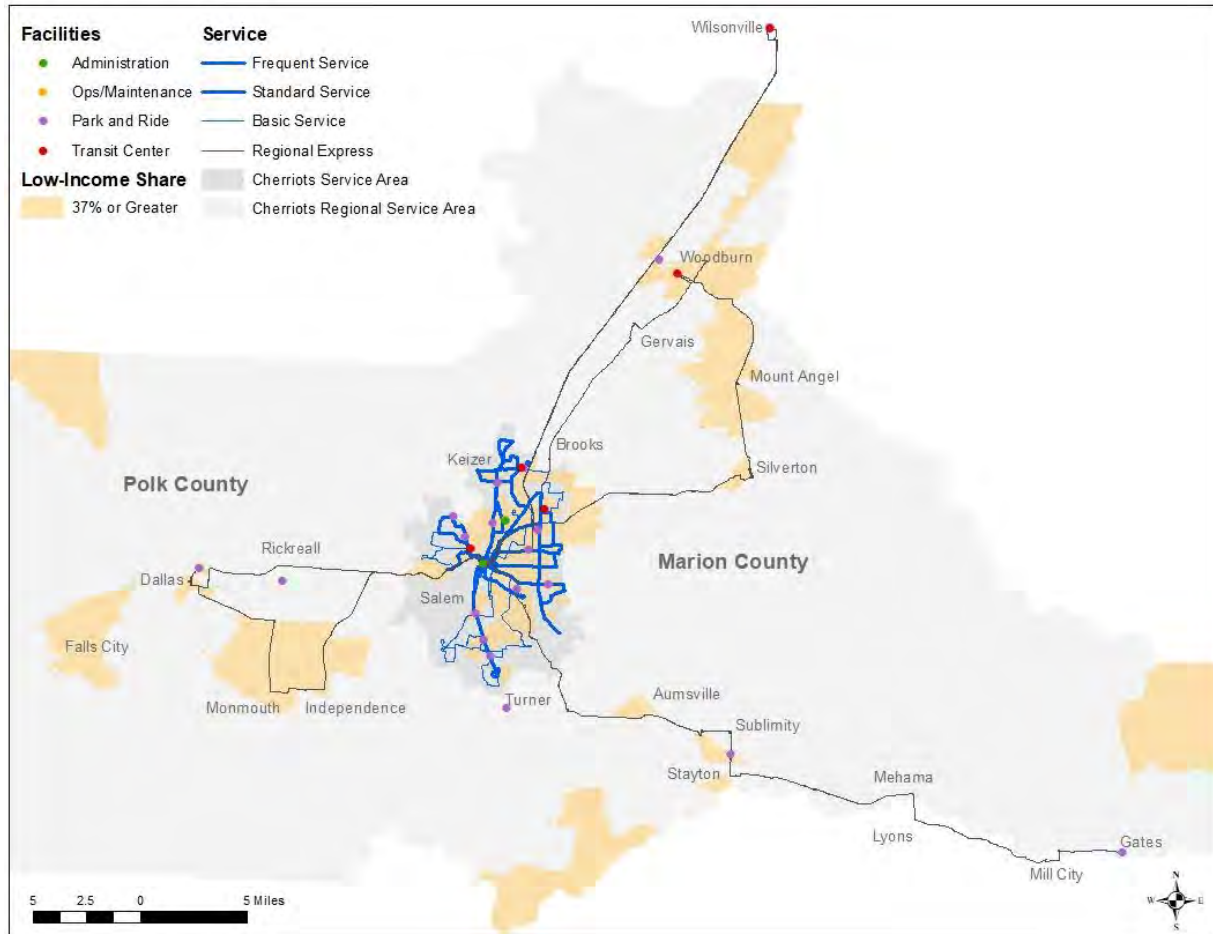 Facilities
Administration
Ops/Maintenance
Park and Ride
Transit Center
Low-Income Share
37% or Greater
Service
Frequent Service
Standard Service
Basic Service
Regional Express
Cherriots Service Area
Cherriots Regional Service Area
Wilsonville
Woodburn
Gervais
Mount Angel
Brooks
Keizer
Silverton
Polk County
Marion County
Rickreall
Dallas
Salem
Falls City
Monmouth
Independence
Turner
Aumsville
Sublimity
Stayton
Mehama
Lyons
Gates
Mill City
5 2.5 0 5 Miles
N
W E
S